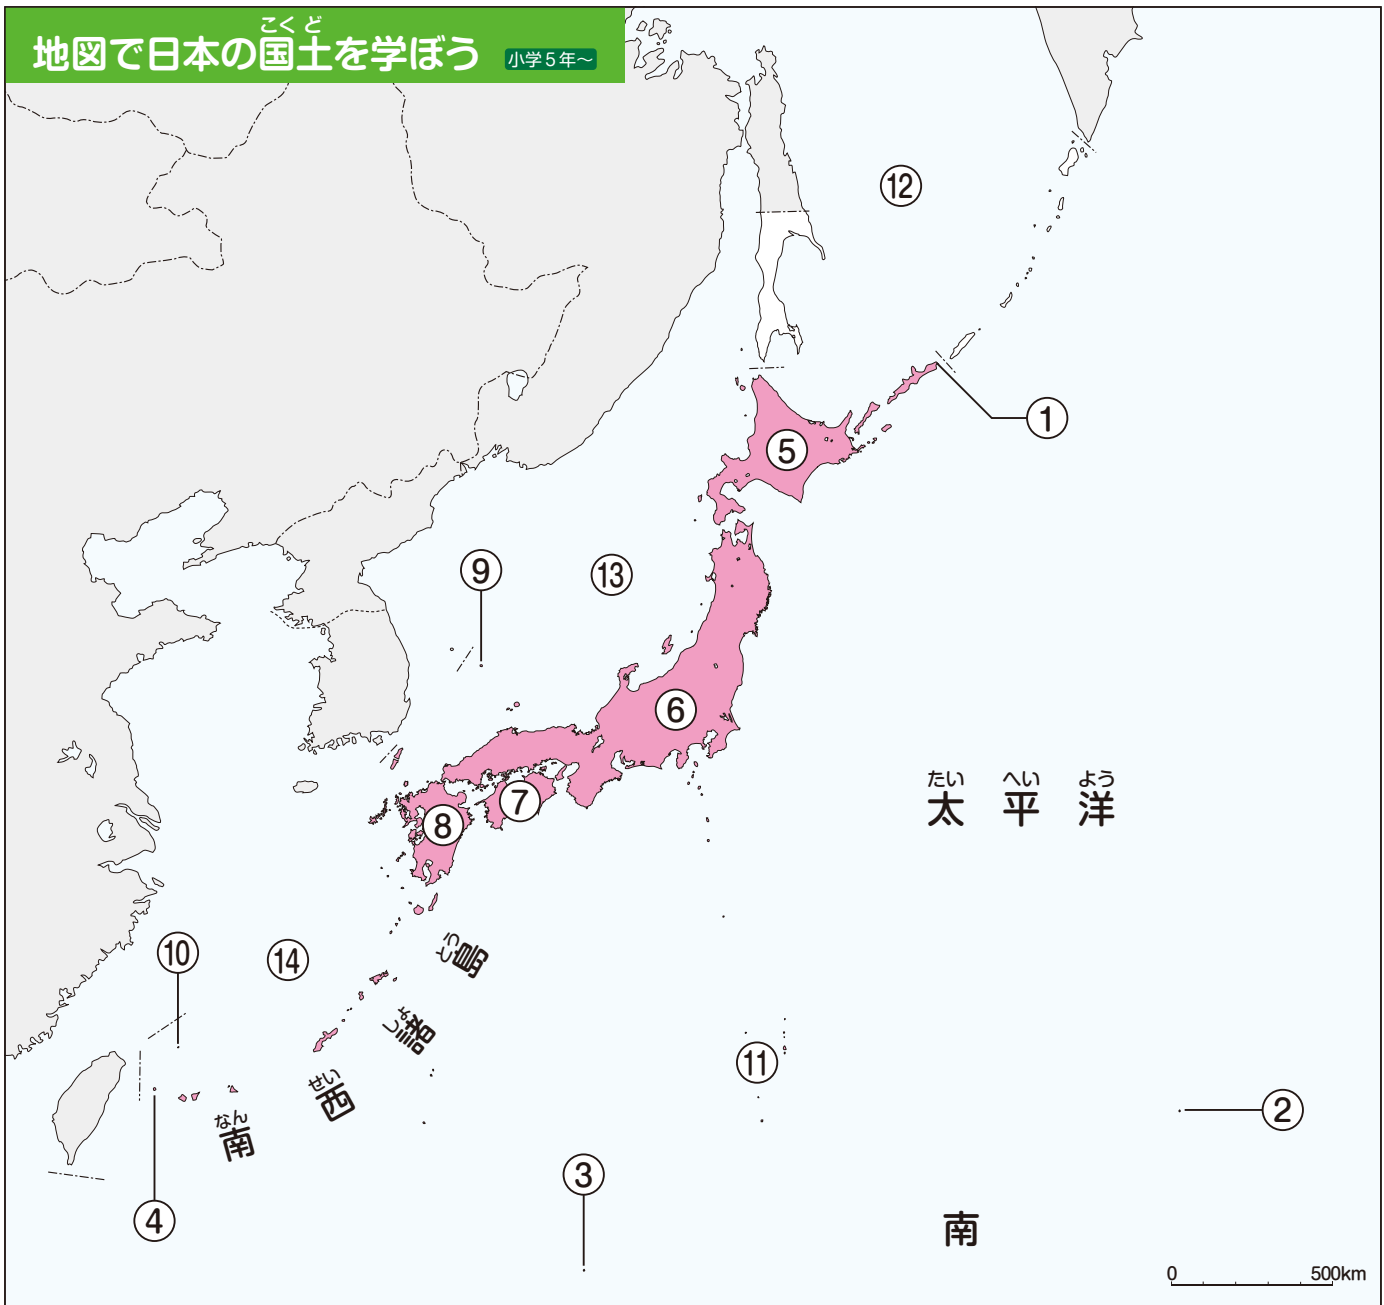 こくど
地図で日本の国土を学ぼう 小学5年～
⑫
①
⑤
⑨
⑬
⑥
たい へい よう
太 平 洋
⑦
⑧
⑩
⑭
なん せい しょ とう
南 西 諸 島
⑪
②
③
④
南
0 500km